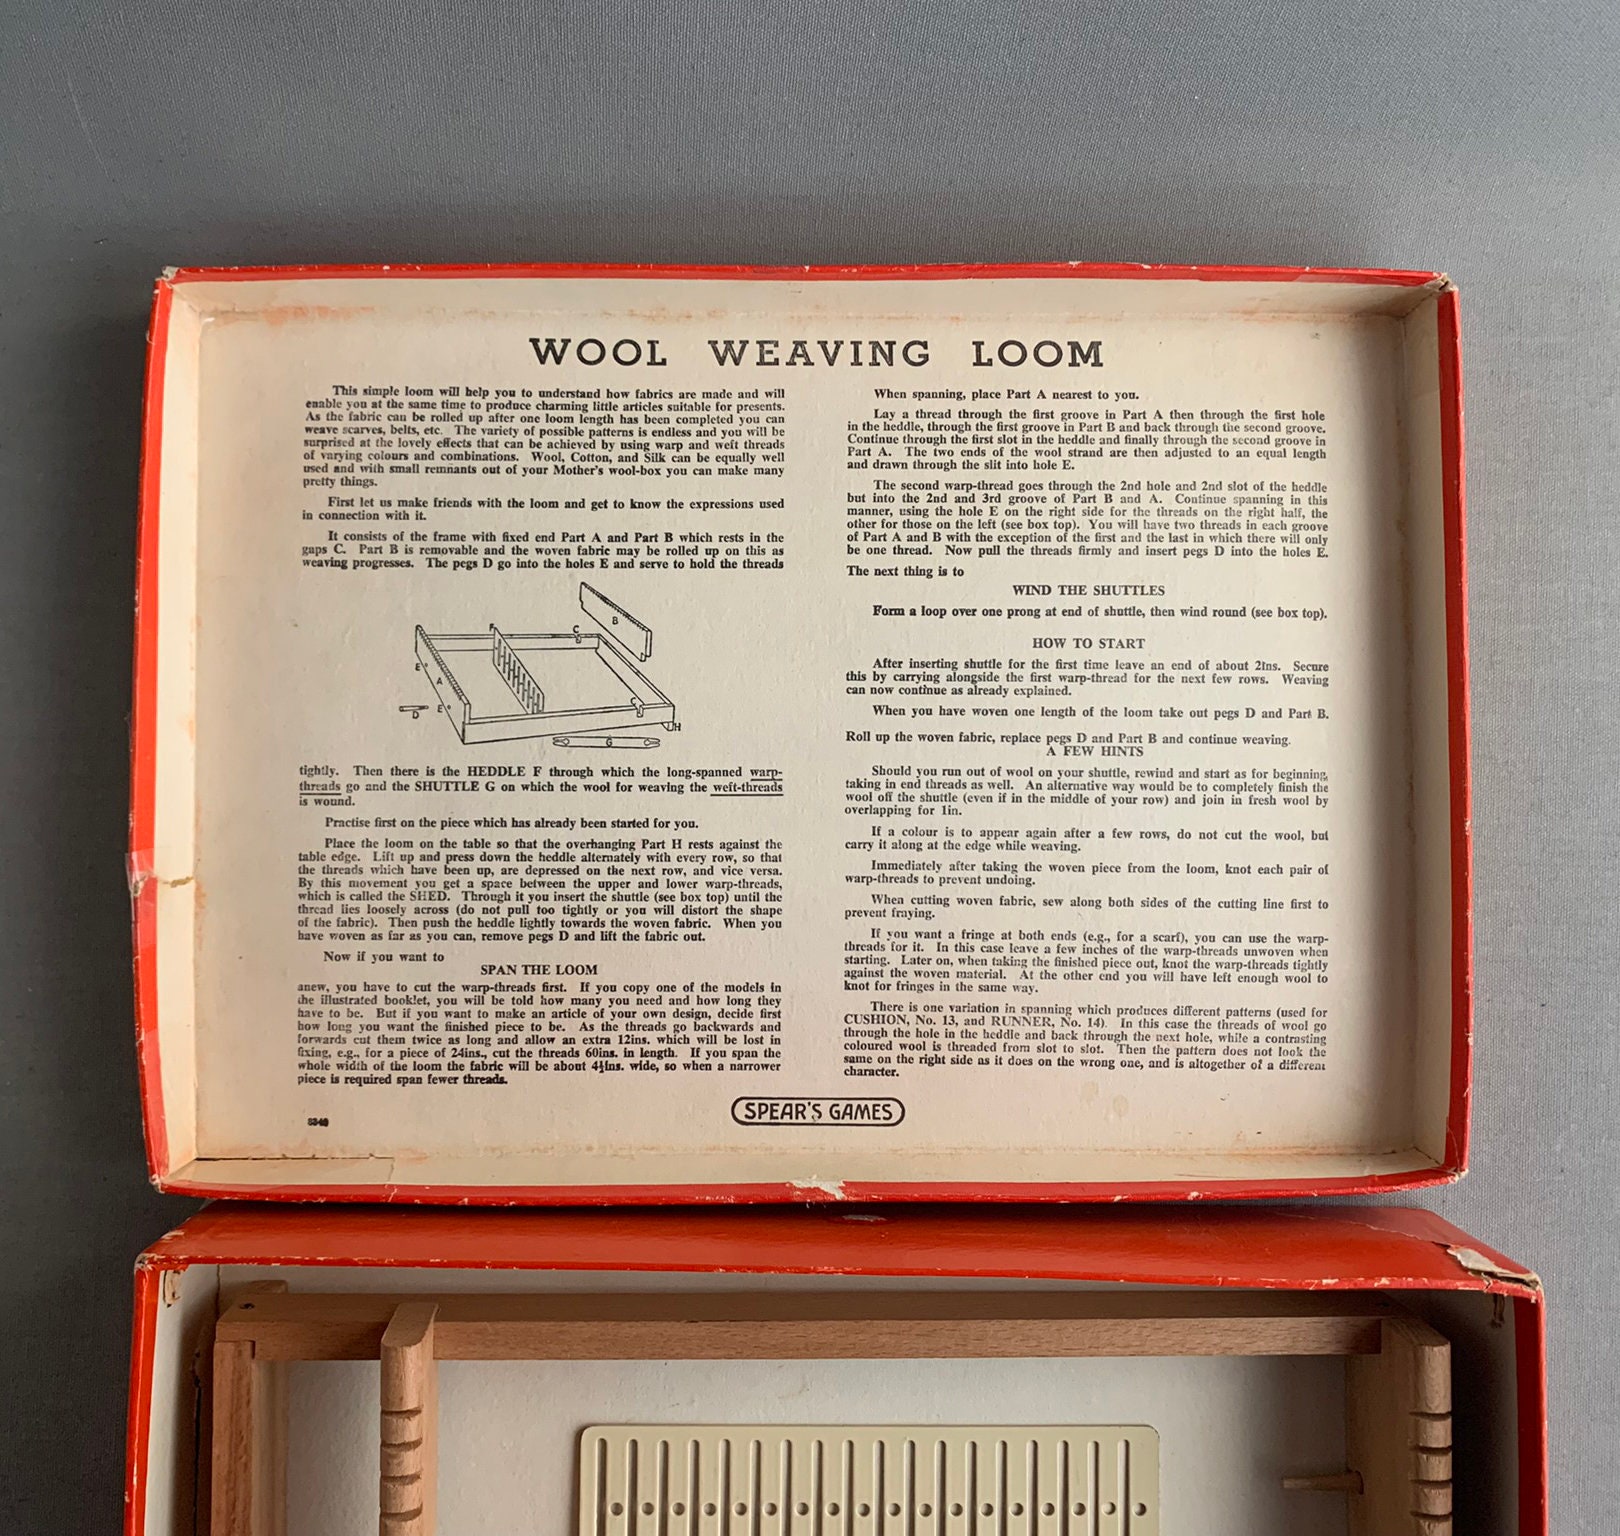 WOOL WEAVING LOOM
This simple loom will help you to understand how fabrics are made and will
enable you at the same time to produce charming little articles suitable for presents.
As the fabric can be rolled up after one loom length has been completed you can
weave scarves, belts, etc. The variety of possible patterns is endless and you will be
surprised at the lovely effects that can be achieved by using warp and weft threads
of varying colours and combinations. Wool, Cotton, and Silk can be equally well
used and with small remnants out of your Mother's wool-box you can make many
pretty things.
First let us make friends with the loom and get to know the expressions used
in connection with it.
It consists of the frame with fixed end Part A and Part B which rests in the
gaps C. Part B is removable and the woven fabric may be rolled up on this as
weaving progresses. The pegs D go into the holes E and serve to hold the threads
B
F
C
E
A
D
E
C
H
G
tightly. Then there is the HEDDLE F through which the long-spanned warp-
threads go and the SHUTTLE G on which the wool for weaving the weft-threads
is wound.
Practise first on the piece which has already been started for you.
Place the loom on the table so that the overhanging Part H rests against the
table edge. Lift up and press down the heddle alternately with every row, so that
the threads which have been up, are depressed on the next row, and vice versa.
By this movement you get a space between the upper and lower warp-threads,
which is called the SHED. Through it you insert the shuttle (see box top) until the
thread lies loosely across (do not pull too tightly or you will distort the shape
of the fabric). Then push the heddle lightly towards the woven fabric. When you
have woven as far as you can, remove pegs D and lift the fabric out.
Now if you want to
SPAN THE LOOM
anew, you have to cut the warp-threads first. If you copy one of the models in
the illustrated booklet, you will be told how many you need and how long they
have to be. But if you want to make an article of your own design, decide first
how long you want the finished piece to be. As the threads go backwards and
forwards cut them twice as long and allow an extra 12ins. which will be lost in
fixing, e.g., for a piece of 24ins., cut the threads 60ins. in length. If you span the
whole width of the loom the fabric will be about 4½ins. wide, so when a narrower
piece is required span fewer threads.
When spanning, place Part A nearest to you.
Lay a thread through the first groove in Part A then through the first hole
in the heddle, through the first groove in Part B and back through the second groove.
Continue through the first slot in the heddle and finally through the second groove in
Part A. The two ends of the wool strand are then adjusted to an equal length
and drawn through the slit into hole E.
The second warp-thread goes through the 2nd hole and 2nd slot of the heddle
but into the 2nd and 3rd groove of Part B and A. Continue spanning in this
manner, using the hole E on the right side for the threads on the right half, the
other for those on the left (see box top). You will have two threads in each groove
of Part A and B with the exception of the first and the last in which there will only
be one thread. Now pull the threads firmly and insert pegs D into the holes E.
The next thing is to
WIND THE SHUTTLES
Form a loop over one prong at end of shuttle, then wind round (see box top).
HOW TO START
After inserting shuttle for the first time leave an end of about 2ins. Secure
this by carrying alongside the first warp-thread for the next few rows. Weaving
can now continue as already explained.
When you have woven one length of the loom take out pegs D and Part B.
Roll up the woven fabric, replace pegs D and Part B and continue weaving.
A FEW HINTS
Should you run out of wool on your shuttle, rewind and start as for beginning,
taking in end threads as well. An alternative way would be to completely finish the
wool off the shuttle (even if in the middle of your row) and join in fresh wool by
overlapping for 1in.
If a colour is to appear again after a few rows, do not cut the wool, but
carry it along at the edge while weaving.
Immediately after taking the woven piece from the loom, knot each pair of
warp-threads to prevent undoing.
When cutting woven fabric, sew along both sides of the cutting line first to
prevent fraying.
If you want a fringe at both ends (e.g., for a scarf), you can use the warp-
threads for it. In this case leave a few inches of the warp-threads unwoven when
starting. Later on, when taking the finished piece out, knot the warp-threads tightly
against the woven material. At the other end you will have left enough wool to
knot for fringes in the same way.
There is one variation in spanning which produces different patterns (used for
CUSHION, No. 13, and RUNNER, No. 14). In this case the threads of wool go
through the hole in the heddle and back through the next hole, while a contrasting
coloured wool is threaded from slot to slot. Then the pattern does not look the
same on the right side as it does on the wrong one, and is altogether of a different
character.
SPEAR'S GAMES